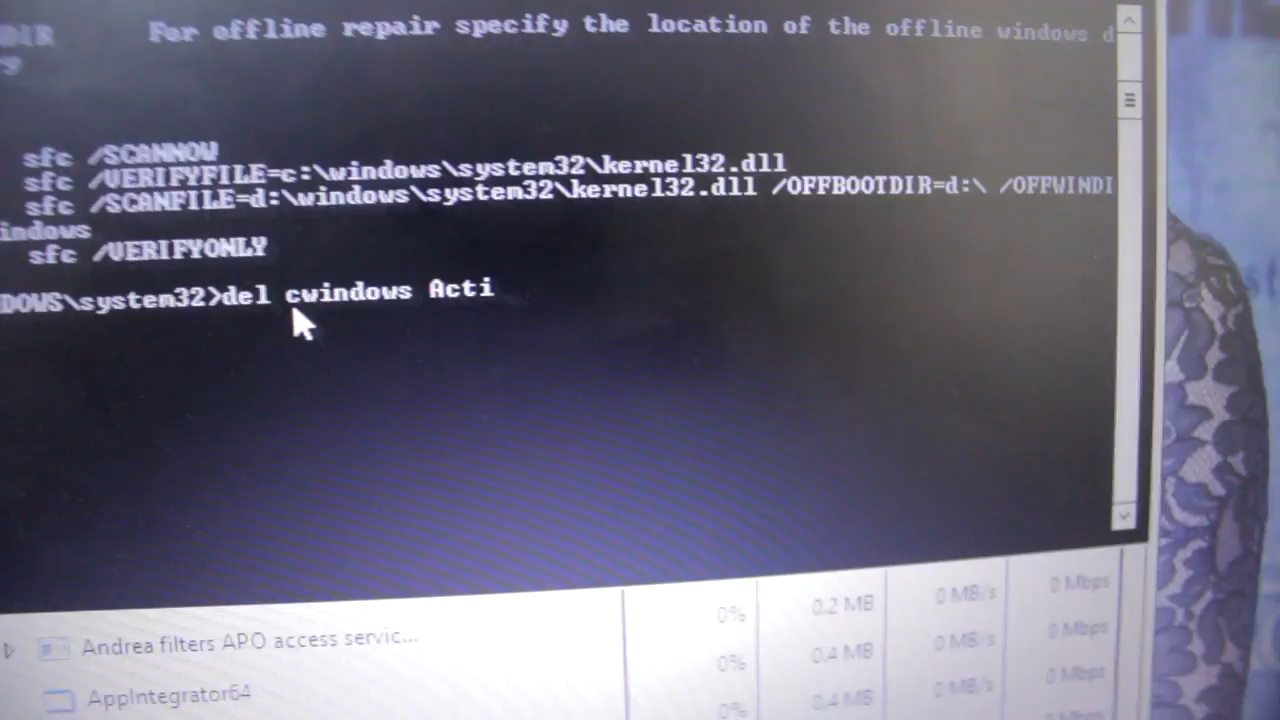 DIR For offline repair specify the location of the offline windows d
ry
sfc /SCANNOW
sfc /VERIFYFILE=c:\windows\system32\kernel32.dll
sfc /SCANFILE=d:\windows\system32\kernel32.dll /OFFBOOTDIR=d:\ /OFFWINDI
indows
sfc /VERIFYONLY
DOWS\system32>del cwindows Acti
0% 0.2 MB 0 MB/s 0 Mbps
Andrea filters APO access servic...
0% 0.4 MB 0 MB/s 0 Mbps
AppIntegrator64
0% 0.4 MB 0 MB/s 0 Mbps